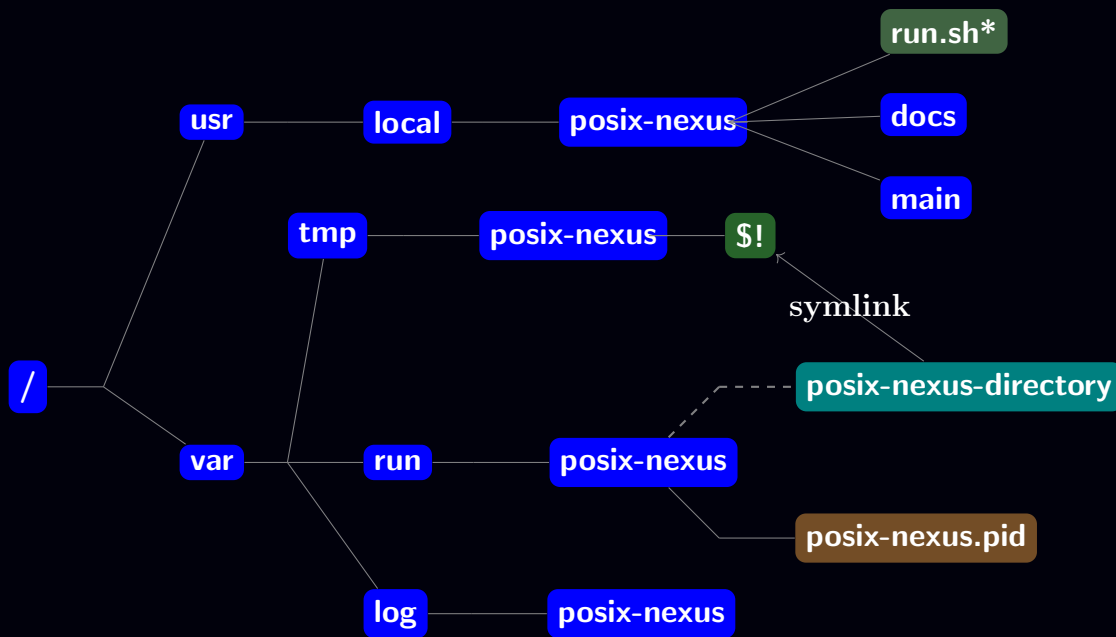 run.sh*
usr
local
posix-nexus
docs
main
tmp
posix-nexus
$!
symlink
/
posix-nexus-directory
var
run
posix-nexus
posix-nexus.pid
log
posix-nexus